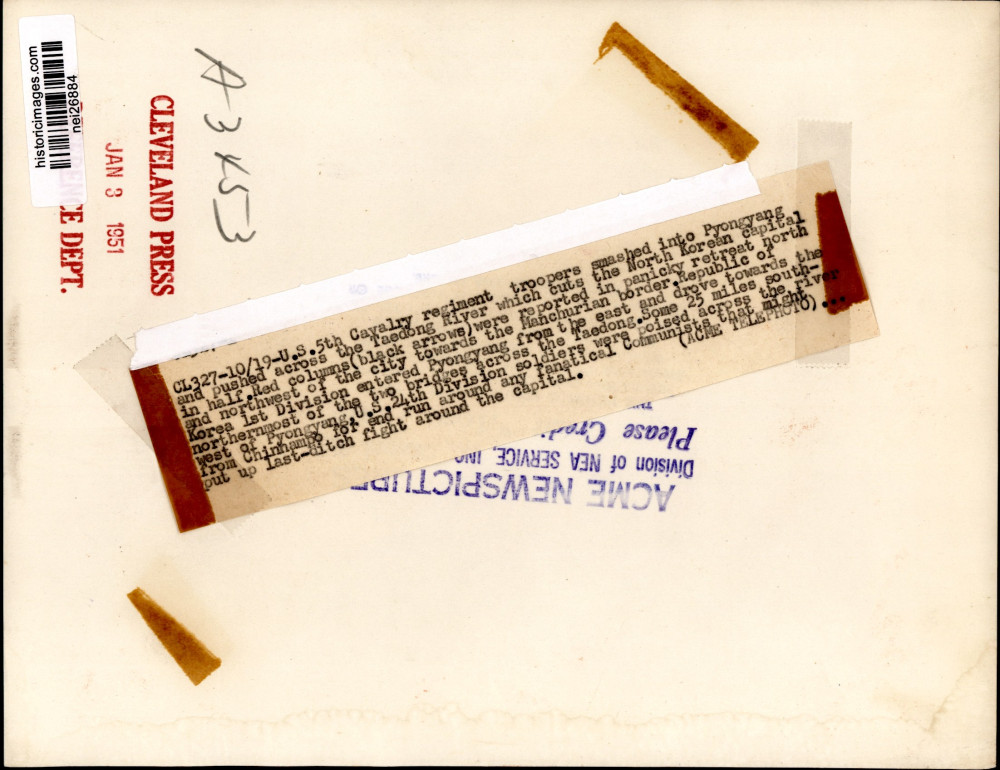 historicimages.com
nei26884
CE DEPT.
JAN 3 1951
CLEVELAND PRESS
A-3 K53
CL327-10/19-U.S.5th Cavalry regiment troopers smashed into Pyongyang
and pushed across the Taedong River which cuts the North Korean capital
in half.Red columns(black arrows)were reported in panicky retreat north
and northwest of the city towards the Manchurian border.Republic of
Korea 1st Division entered Pyongyang from the east and drove towards the
northernmost of the two bridges across the Taedong.Some 25 miles south-
west of Pyongyang,U.S.24th Division soldiers were poised across the river
from Chinnampo for end run around any fanatical Communists that might
put up last-ditch fight around the capital.
(ACME TELEPHOTO)...
ACME NEWSPICTURE
Division of NEA SERVICE, INC
Please Credi